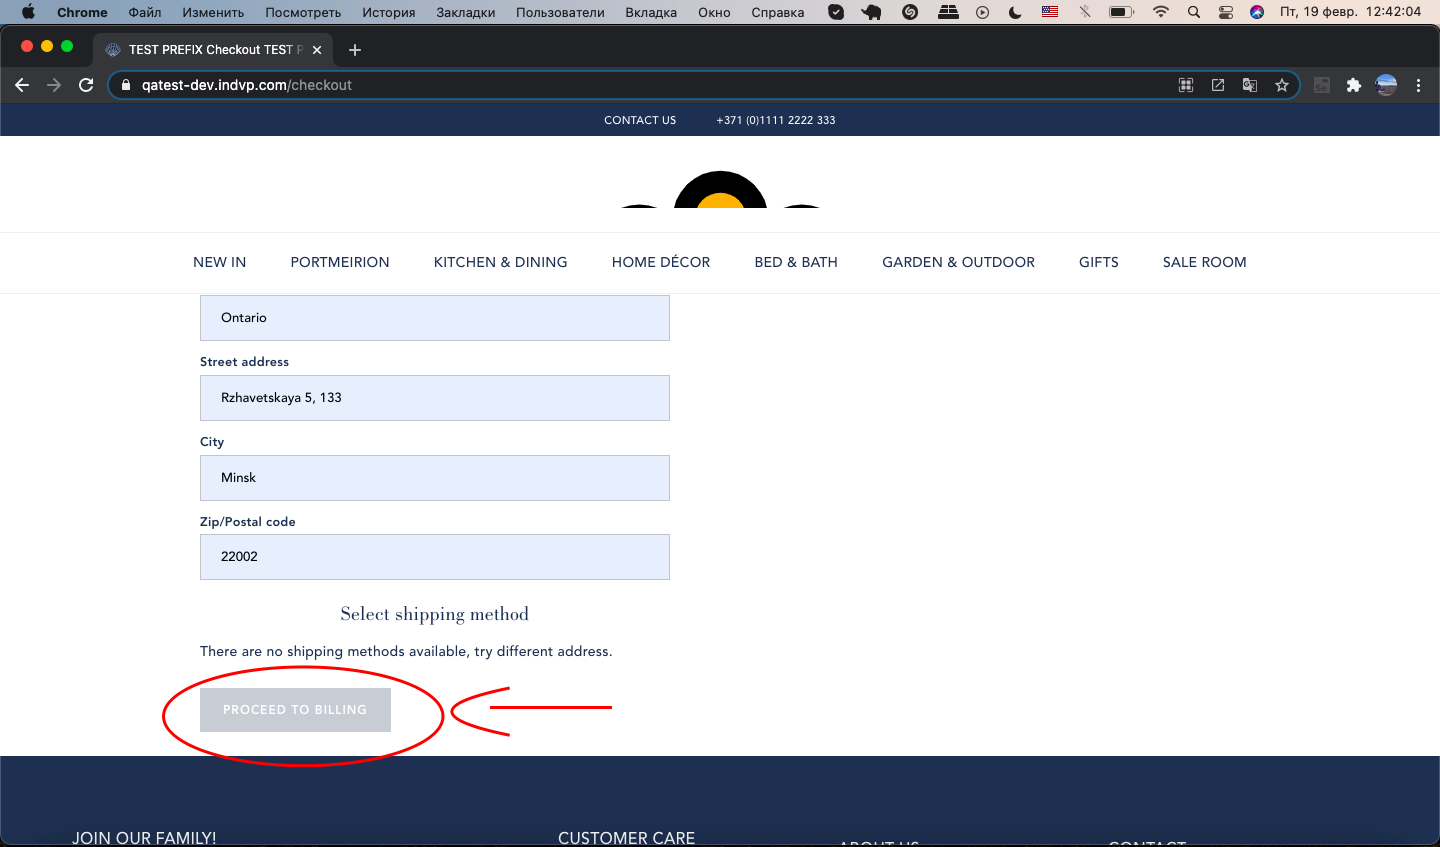 Chrome Файл Изменить Посмотреть История Закладки Пользователи Вкладка Окно Справка Пт, 19 февр. 12:42:04
TEST PREFIX Checkout TEST P
qatest-dev.indvp.com/checkout
CONTACT US +371 (0)1111 2222 333
NEW IN PORTMEIRION KITCHEN & DINING HOME DÉCOR BED & BATH GARDEN & OUTDOOR GIFTS SALE ROOM
Ontario
Street address
Rzhavetskaya 5, 133
City
Minsk
Zip/Postal code
22002
Select shipping method
There are no shipping methods available, try different address.
PROCEED TO BILLING
JOIN OUR FAMILY! CUSTOMER CARE ABOUT US CONTACT